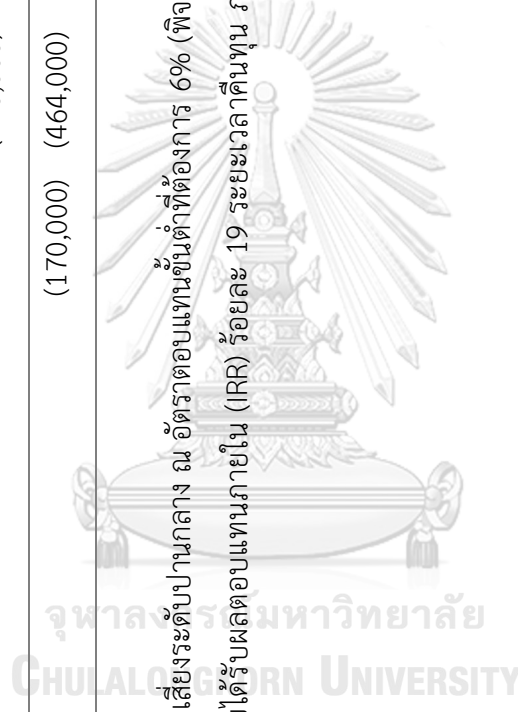 (170,000) (464,000)
เสี่ยงระดับปานกลาง ณ อัตราตอบแทนขั้นต่ำที่ต้องการ 6% (พิจ
ได้รับผลตอบแทนภายใน (IRR) ร้อยละ 19 ระยะเวลาคืนทุน ภ
จุฬาลงกรณ์มหาวิทยาลัย
CHULALONGKORN UNIVERSITY